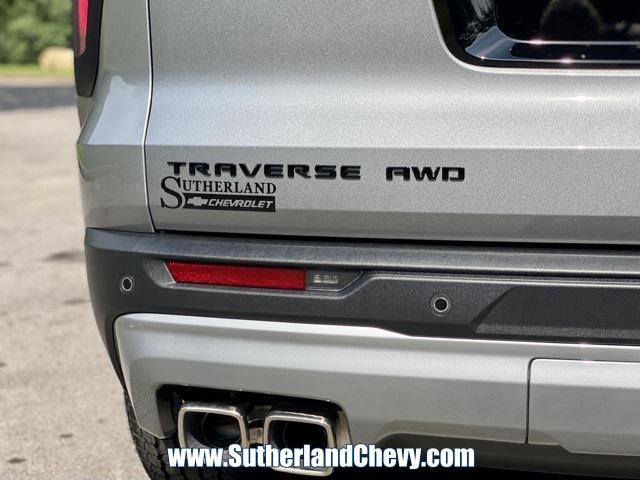 TRAVERSE AWD
SUTHERLAND
CHEVROLET
www.SutherlandChevy.com